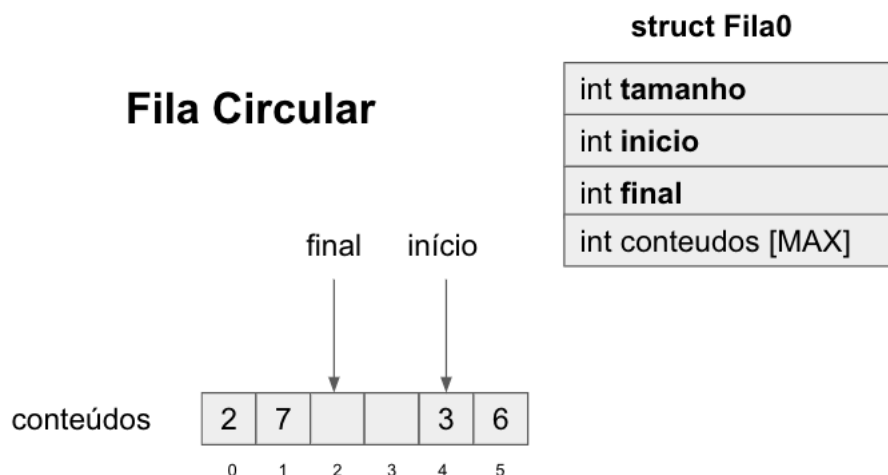 struct Fila0
Fila Circular
int tamanho
int inicio
int final
int conteudos [MAX]
final início
conteúdos 2 7 3 6
0 1 2 3 4 5